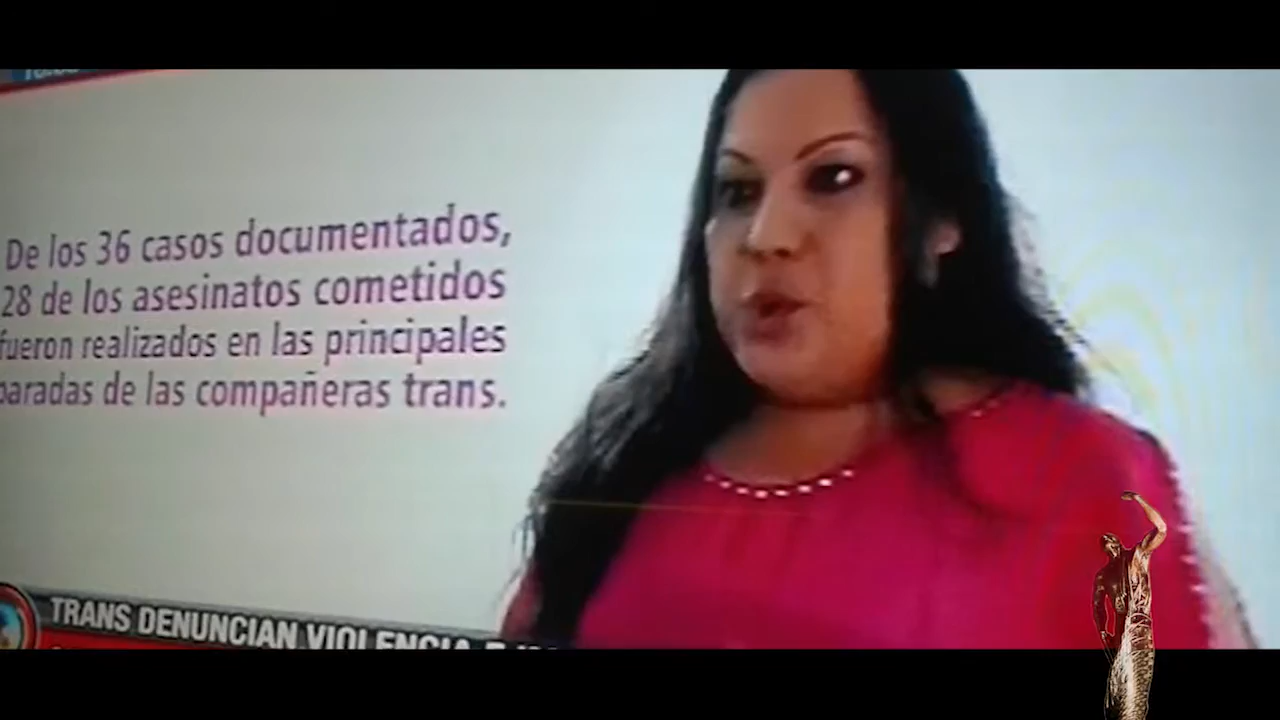 De los 36 casos documentados,
28 de los asesinatos cometidos
fueron realizados en las principales
paradas de las compañeras trans.
TRANS DENUNCIAN VIOLENCIA